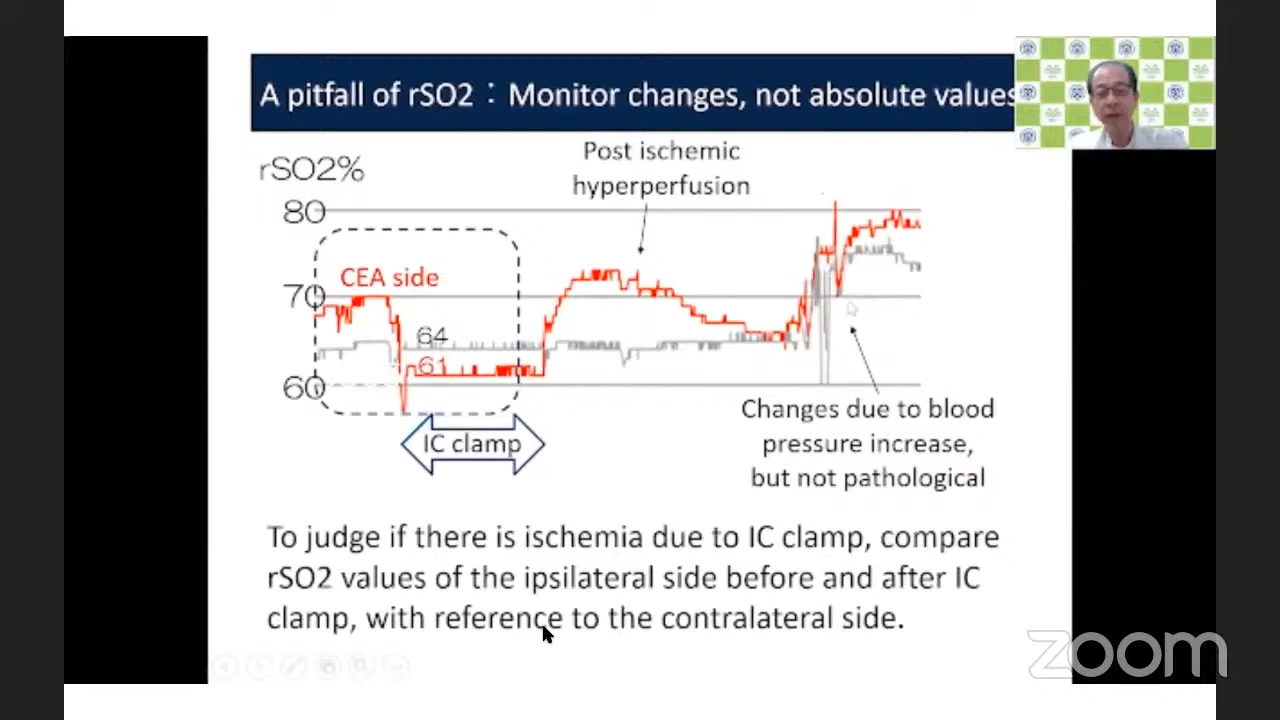 A pitfall of rSO2：Monitor changes, not absolute values
rSO2%
Post ischemic
hyperperfusion
80
CEA side
70
64
61
60
IC clamp
Changes due to blood
pressure increase,
but not pathological
To judge if there is ischemia due to IC clamp, compare
rSO2 values of the ipsilateral side before and after IC
clamp, with reference to the contralateral side.
zoom